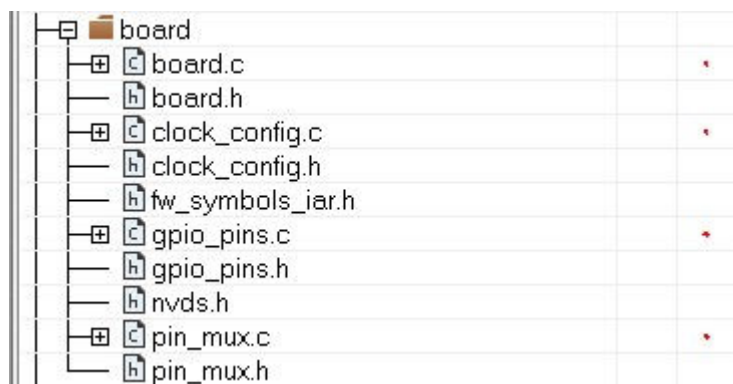 board
board.c
board.h
clock_config.c
clock_config.h
fw_symbols_iar.h
gpio_pins.c
gpio_pins.h
nvds.h
pin_mux.c
pin_mux.h